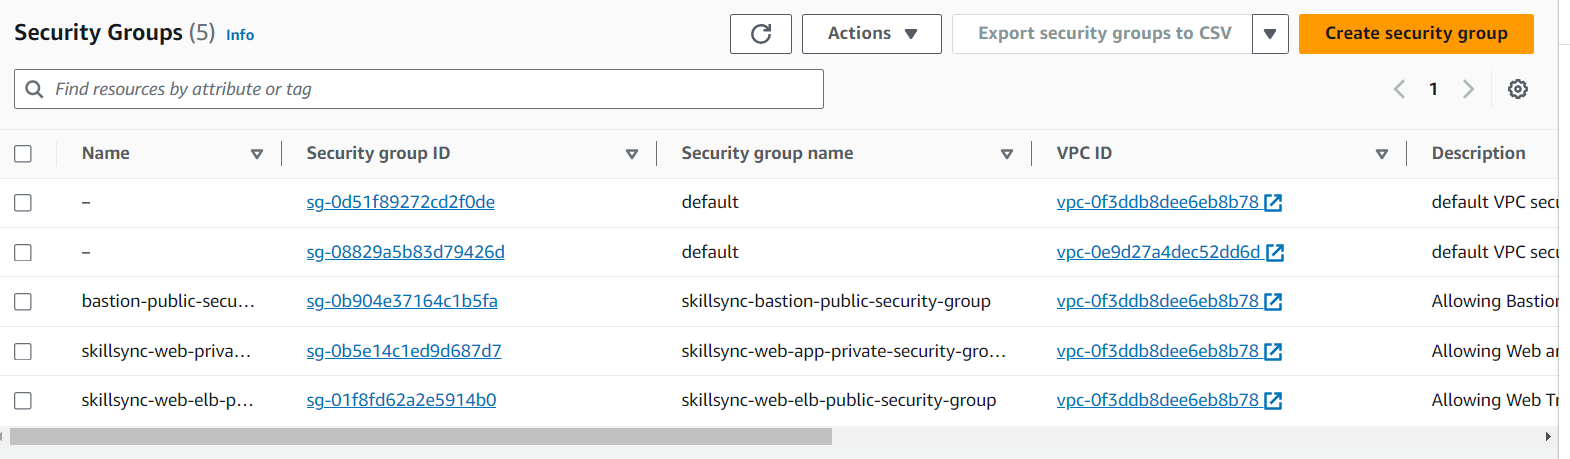 Security Groups (5) Info
Actions
Export security groups to CSV
Create security group
Find resources by attribute or tag
1
Name Security group ID Security group name VPC ID Description
– sg-0d51f89272cd2f0de default vpc-0f3ddb8dee6eb8b78 default VPC secu
– sg-08829a5b83d79426d default vpc-0e9d27a4dec52dd6d default VPC secu
bastion-public-secu... sg-0b904e37164c1b5fa skillsync-bastion-public-security-group vpc-0f3ddb8dee6eb8b78 Allowing Bastion
skillsync-web-priva... sg-0b5e14c1ed9d687d7 skillsync-web-app-private-security-gro... vpc-0f3ddb8dee6eb8b78 Allowing Web an
skillsync-web-elb-p... sg-01f8fd62a2e5914b0 skillsync-web-elb-public-security-group vpc-0f3ddb8dee6eb8b78 Allowing Web Tr